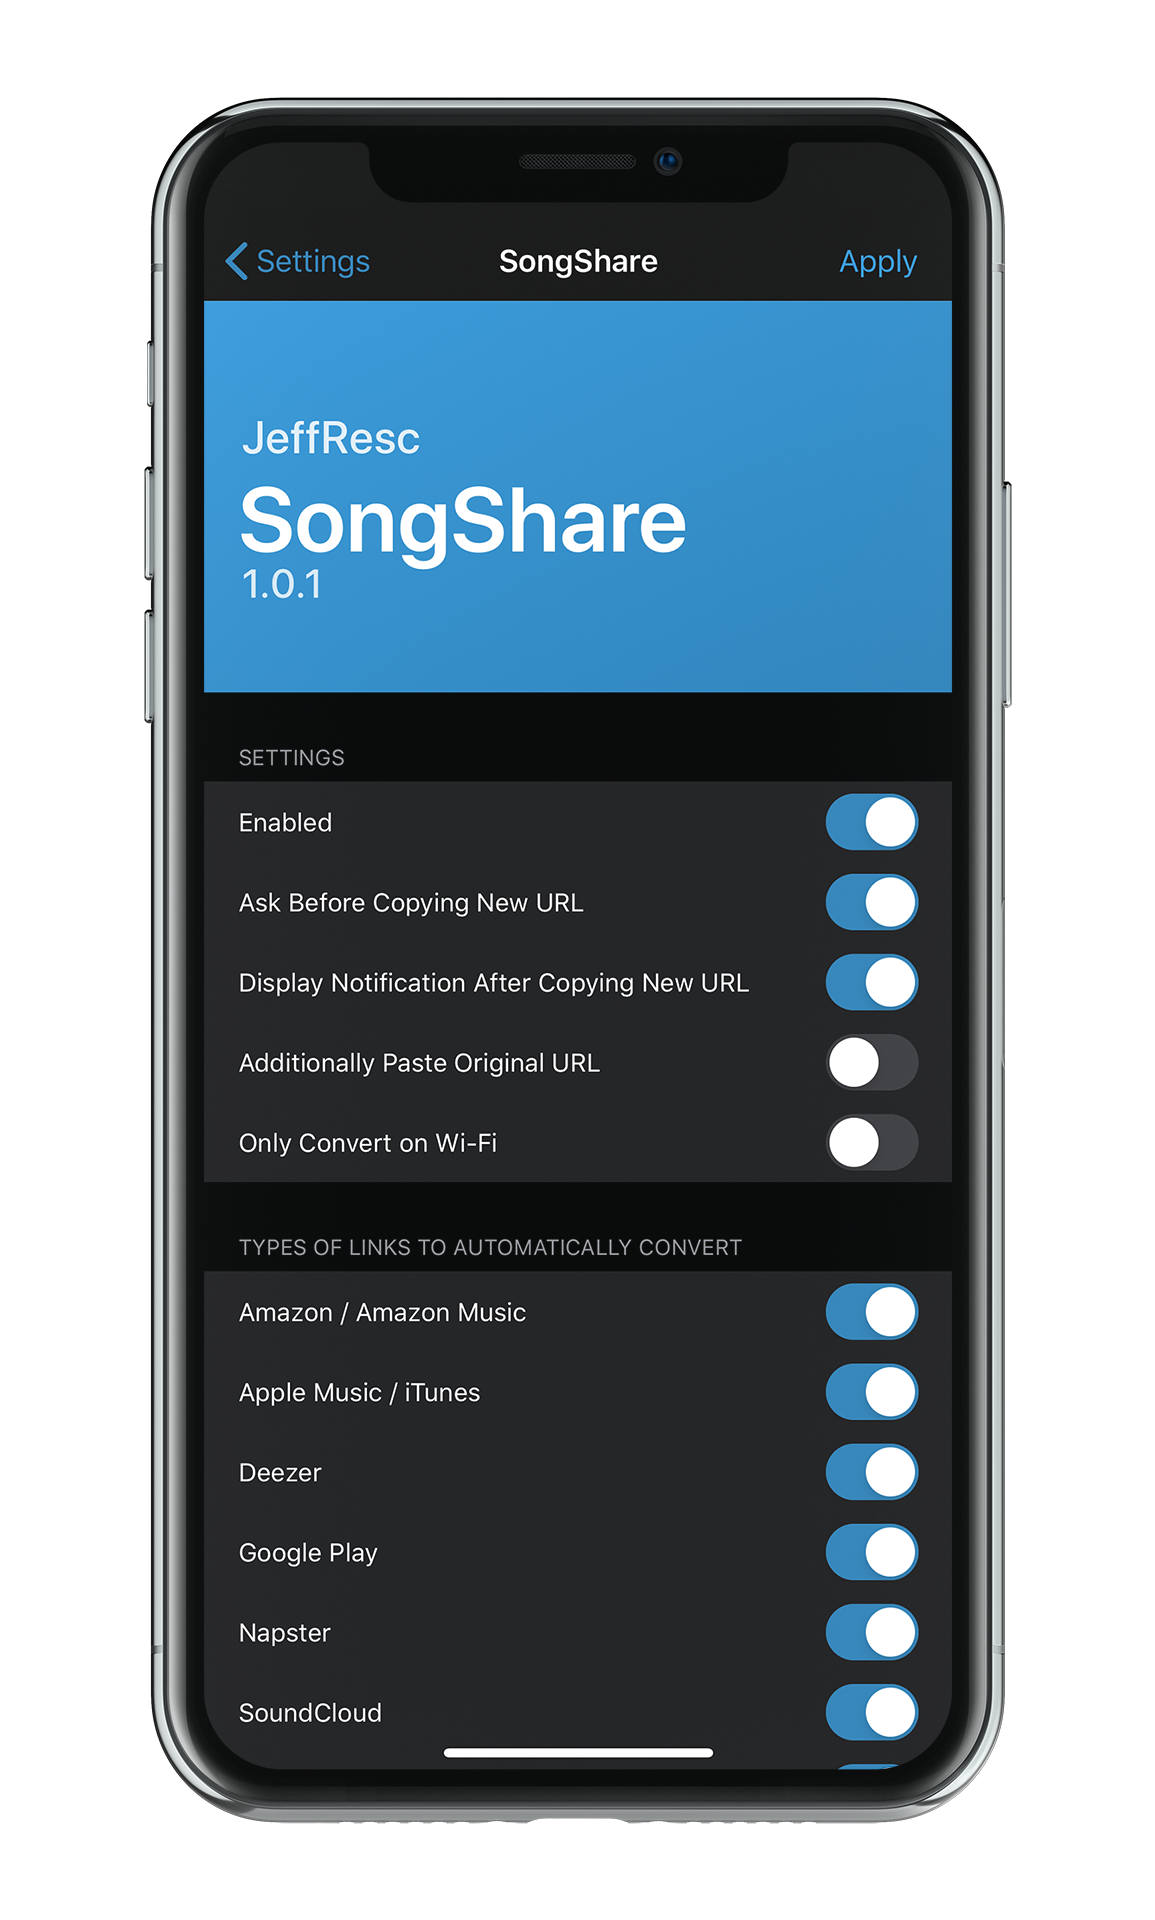 Settings
SongShare
Apply
JeffResc
SongShare
1.0.1
SETTINGS
Enabled
Ask Before Copying New URL
Display Notification After Copying New URL
Additionally Paste Original URL
Only Convert on Wi-Fi
TYPES OF LINKS TO AUTOMATICALLY CONVERT
Amazon / Amazon Music
Apple Music / iTunes
Deezer
Google Play
Napster
SoundCloud